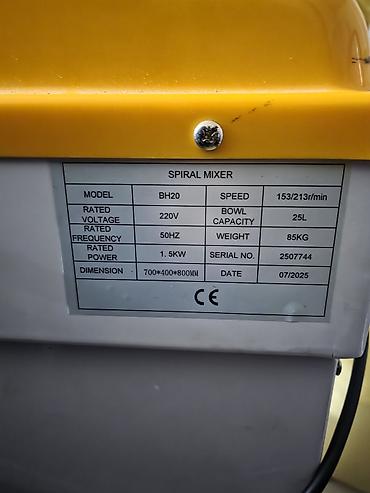 SPIRAL MIXER
MODEL BH20 SPEED 153/213r/min
RATED VOLTAGE 220V BOWL CAPACITY 25L
RATED FREQUENCY 50HZ WEIGHT 85KG
RATED POWER 1.5KW SERIAL NO. 2507744
DIMENSION 700*400*800MM DATE 07/2025
CE